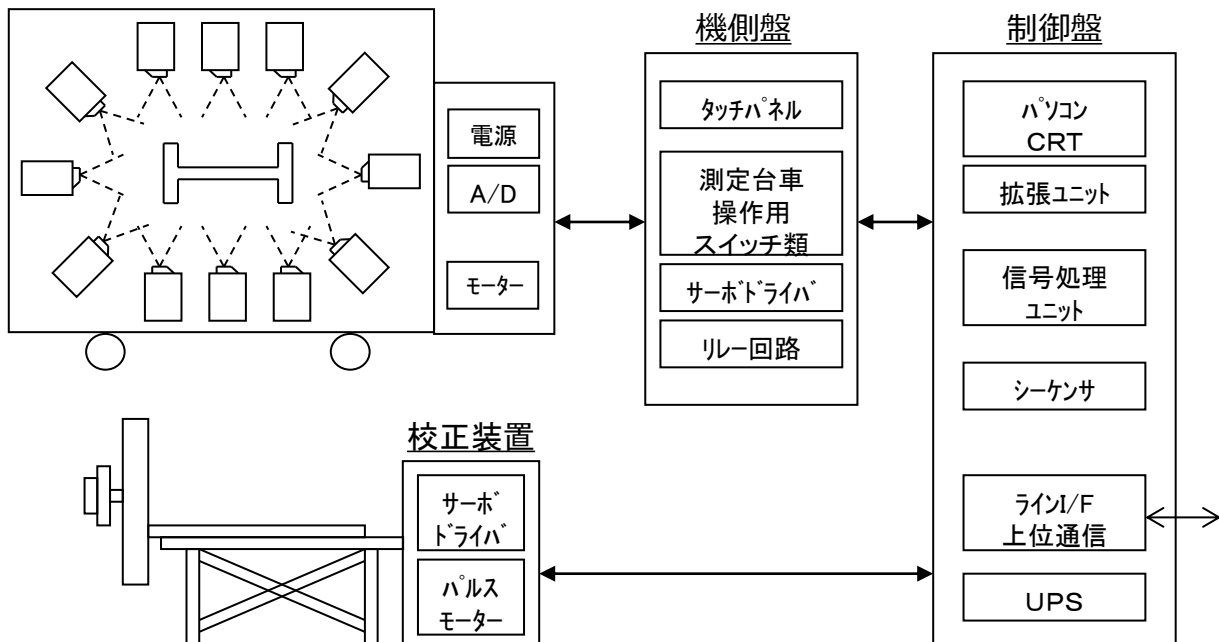 機側盤
制御盤
電源
A/D
モーター
ﾀｯﾁﾊﾟﾈﾙ
測定台車
操作用
スイッチ類
ｻｰﾎﾞﾄﾞﾗｲﾊﾞ
リレー回路
ﾊﾟｿｺﾝ
CRT
拡張ﾕﾆｯﾄ
信号処理
ﾕﾆｯﾄ
ｼｰｹﾝｻ
ﾗｲﾝI/F
上位通信
UPS
校正装置
ｻｰﾎﾞ
ﾄﾞﾗｲﾊﾞ
ﾊﾟﾙｽ
ﾓｰﾀｰ